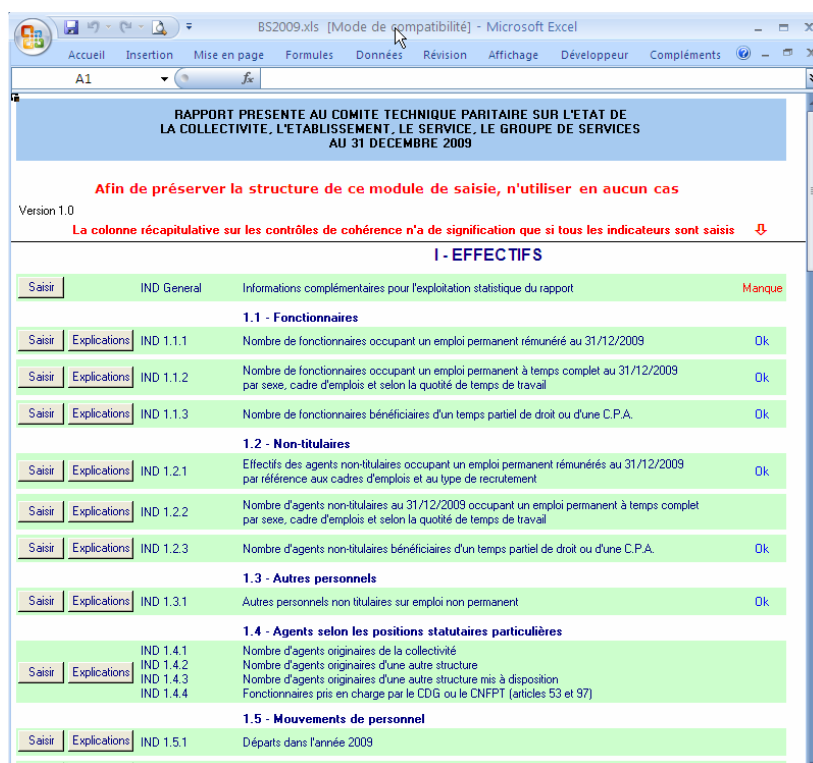 BS2009.xls [Mode de compatibilité] - Microsoft Excel
Accueil Insertion Mise en page Formules Données Révision Affichage Développeur Compléments
A1 fx
RAPPORT PRESENTE AU COMITE TECHNIQUE PARITAIRE SUR L'ETAT DE
LA COLLECTIVITE, L'ETABLISSEMENT, LE SERVICE, LE GROUPE DE SERVICES
AU 31 DECEMBRE 2009
Afin de préserver la structure de ce module de saisie, n'utiliser en aucun cas
Version 1.0
La colonne récapitulative sur les contrôles de cohérence n'a de signification que si tous les indicateurs sont saisis
I - EFFECTIFS
Saisir IND General Informations complémentaires pour l'exploitation statistique du rapport Manque
1.1 - Fonctionnaires
Saisir Explications IND 1.1.1 Nombre de fonctionnaires occupant un emploi permanent rémunéré au 31/12/2009 Ok
Saisir Explications IND 1.1.2 Nombre de fonctionnaires occupant un emploi permanent à temps complet au 31/12/2009 Ok
par sexe, cadre d'emplois et selon la quotité de temps de travail
Saisir Explications IND 1.1.3 Nombre de fonctionnaires bénéficiaires d'un temps partiel de droit ou d'une C.P.A. Ok
1.2 - Non-titulaires
Saisir Explications IND 1.2.1 Effectifs des agents non-titulaires occupant un emploi permanent rémunérés au 31/12/2009 Ok
par référence aux cadres d'emplois et au type de recrutement
Saisir Explications IND 1.2.2 Nombre d'agents non-titulaires au 31/12/2009 occupant un emploi permanent à temps complet
par sexe, cadre d'emplois et selon la quotité de temps de travail
Saisir Explications IND 1.2.3 Nombre d'agents non-titulaires bénéficiaires d'un temps partiel de droit ou d'une C.P.A. Ok
1.3 - Autres personnels
Saisir Explications IND 1.3.1 Autres personnels non titulaires sur emploi non permanent Ok
1.4 - Agents selon les positions statutaires particulières
IND 1.4.1 Nombre d'agents originaires de la collectivité
IND 1.4.2 Nombre d'agents originaires d'une autre structure
Saisir Explications IND 1.4.3 Nombre d'agents originaires d'une autre structure mis à disposition
IND 1.4.4 Fonctionnaires pris en charge par le CDG ou le CNFPT (articles 53 et 97)
1.5 - Mouvements de personnel
Saisir Explications IND 1.5.1 Départs dans l'année 2009